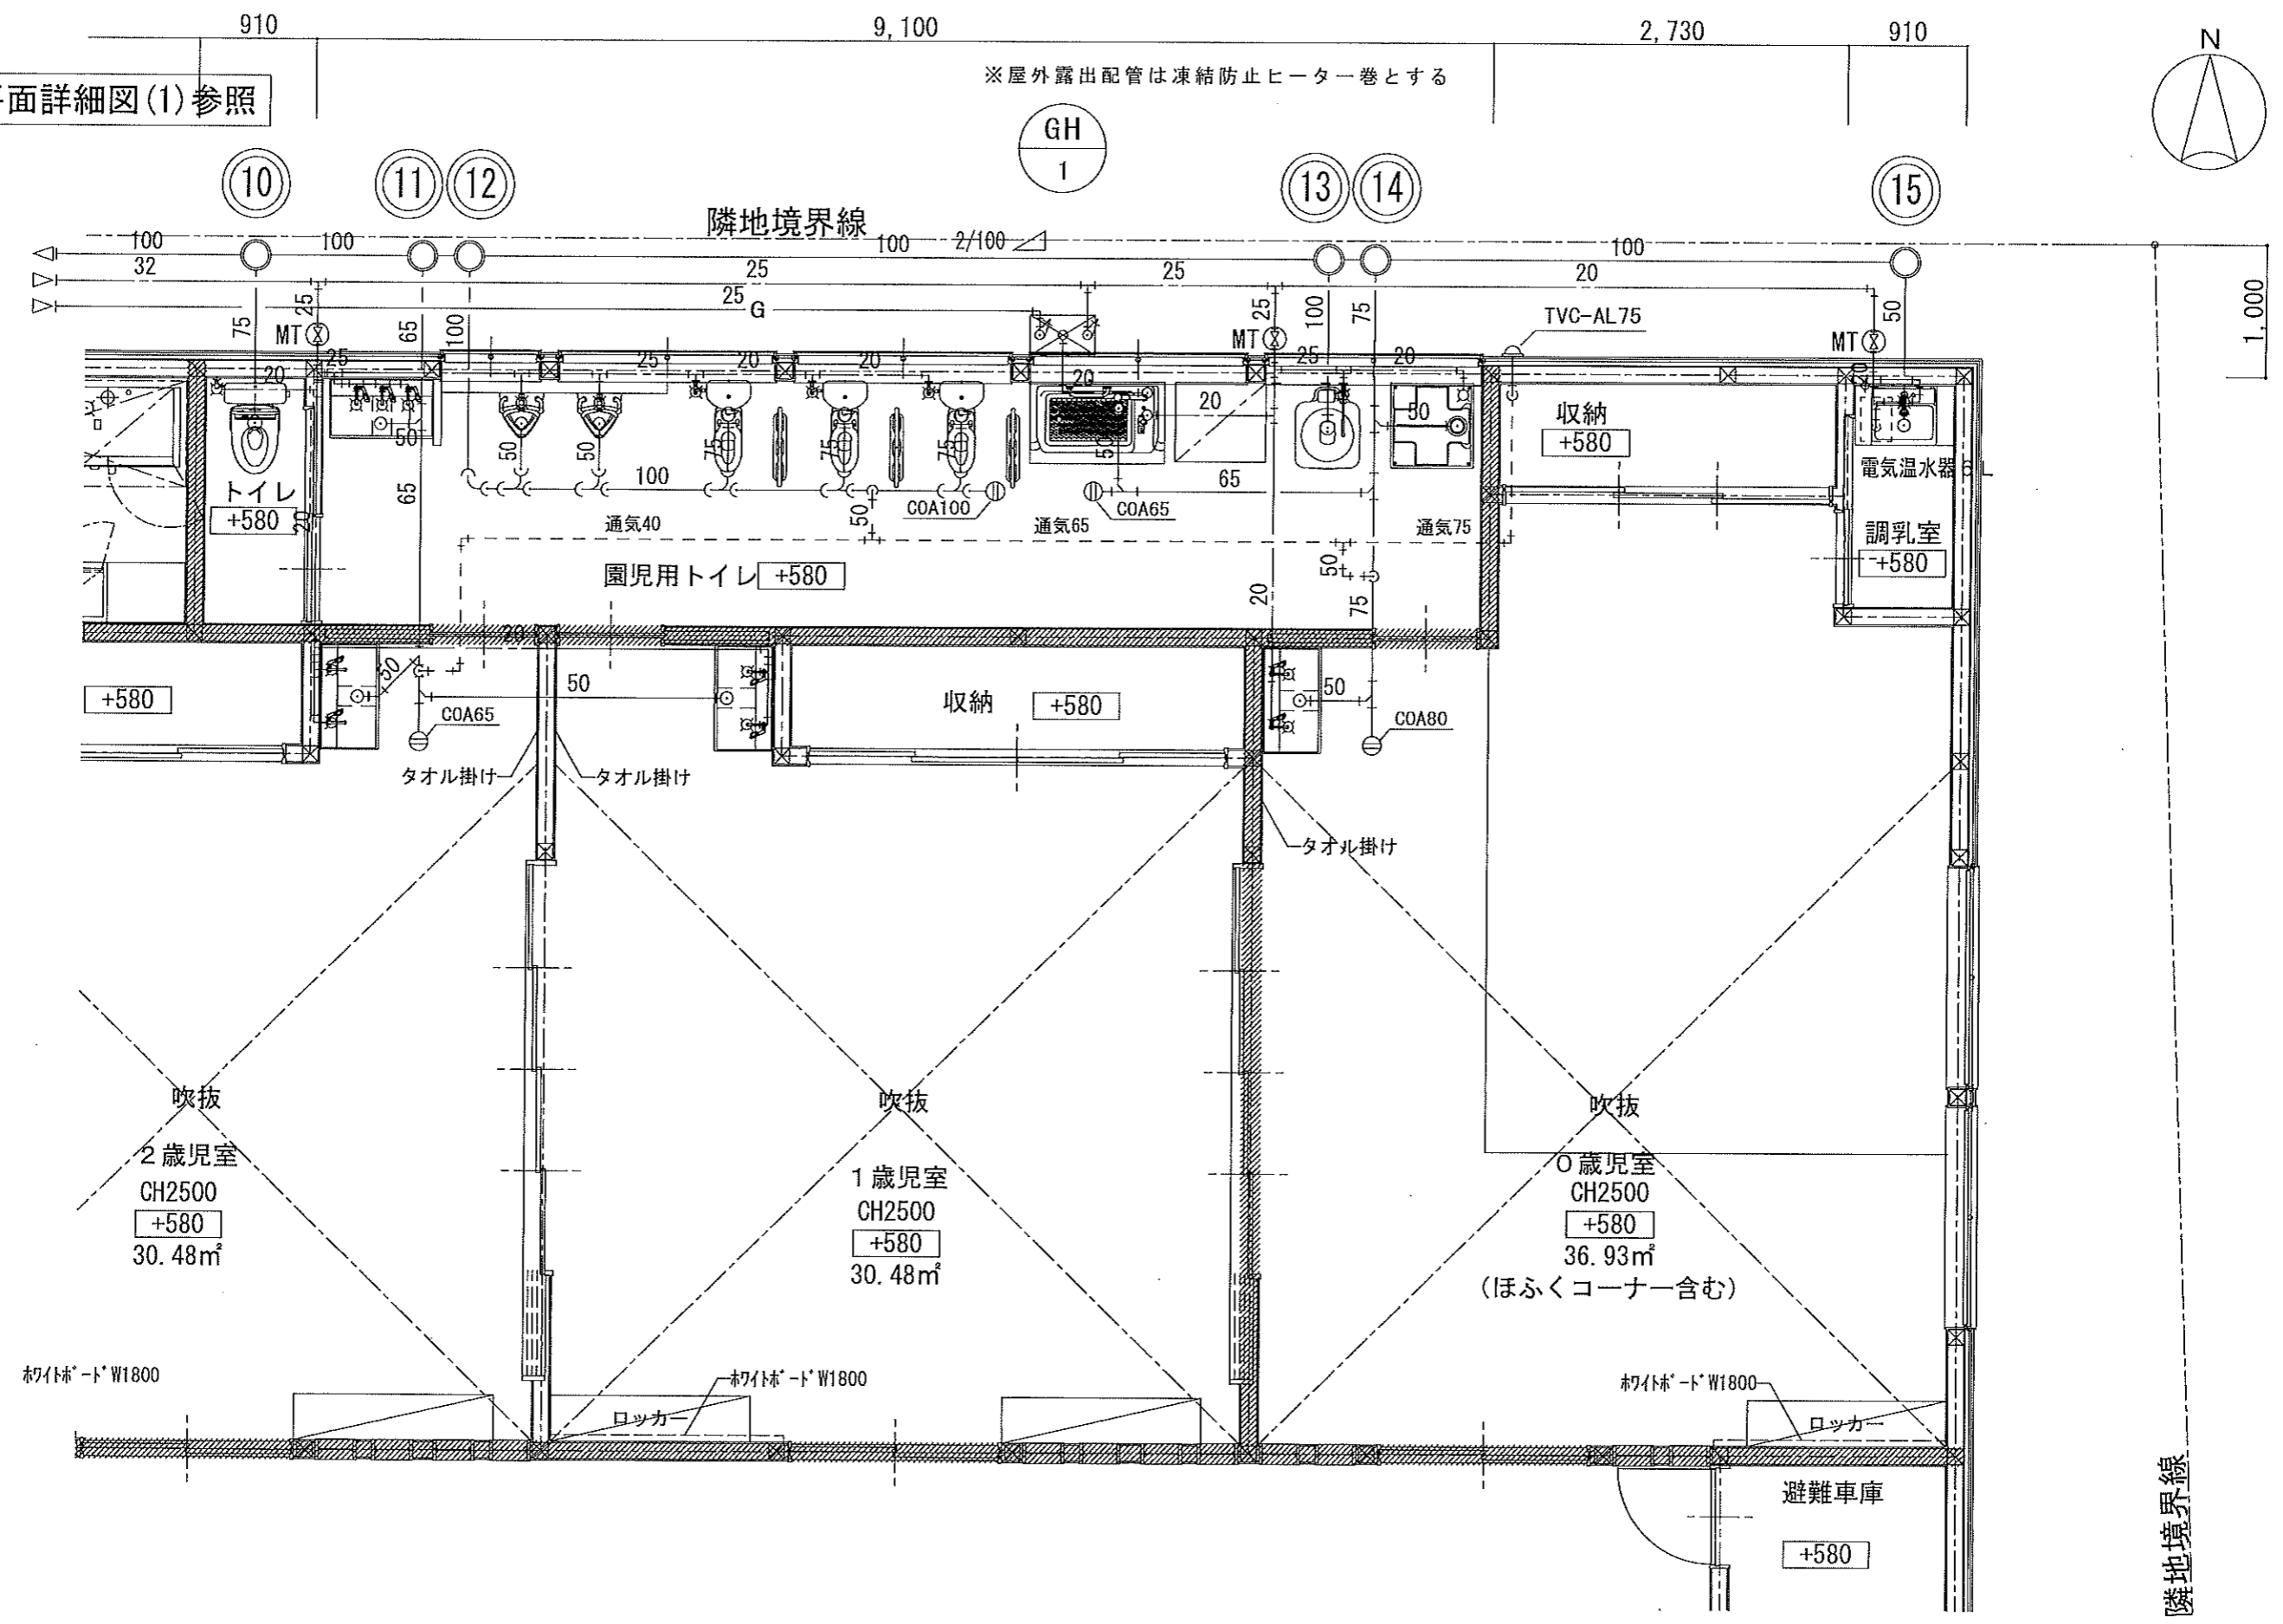 910
9,100
2,730
910
N
※屋外露出配管は凍結防止ヒーター巻とする
面詳細図(1)参照
GH
1
10
11
12
13
14
15
隣地境界線
100
100
100
2/100
100
32
25
25
20
25
G
1,000
75
25
MT
65
100
MT
25
100
75
TVC-AL75
MT
50
25
20
25
20
20
20
25
20
50
50
50
75
75
75
50
20
50
収納
+580
電気温水器 6L
トイレ
+580
20
65
100
50
COA100
COA65
65
通気40
通気65
通気75
調乳室
+580
園児用トイレ
+580
20
50
75
20
+580
50
COA65
50
収納
+580
50
COA80
タオル掛け
タオル掛け
タオル掛け
吹抜
吹抜
吹抜
2歳児室
CH2500
+580
30.48㎡
1歳児室
CH2500
+580
30.48㎡
0歳児室
CH2500
+580
36.93㎡
(ほふくコーナー含む)
ﾎﾜｲﾄﾎﾞｰﾄﾞW1800
ﾎﾜｲﾄﾎﾞｰﾄﾞW1800
ﾎﾜｲﾄﾎﾞｰﾄﾞW1800
ロッカー
ロッカー
避難車庫
+580
隣地境界線